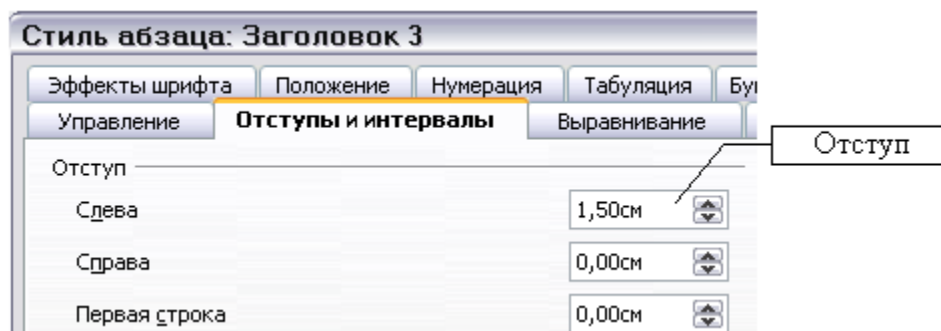 Стиль абзаца: Заголовок 3
Эффекты шрифта Положение Нумерация Табуляция
Управление Отступы и интервалы Выравнивание
Отступ
Отступ
Слева 1,50см
Справа 0,00см
Первая строка 0,00см